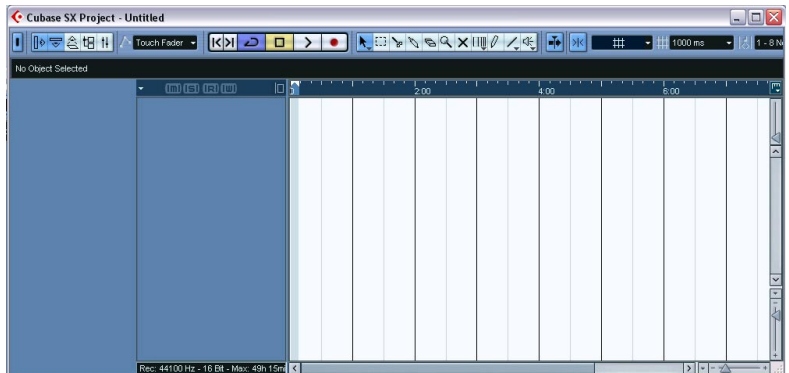 Cubase SX Project - Untitled
Touch Fader
1000 ms
1 - 8 No
No Object Selected
M S R W
2:00 4:00 6:00
Rec: 44100 Hz - 16 Bit - Max: 49h 15mi